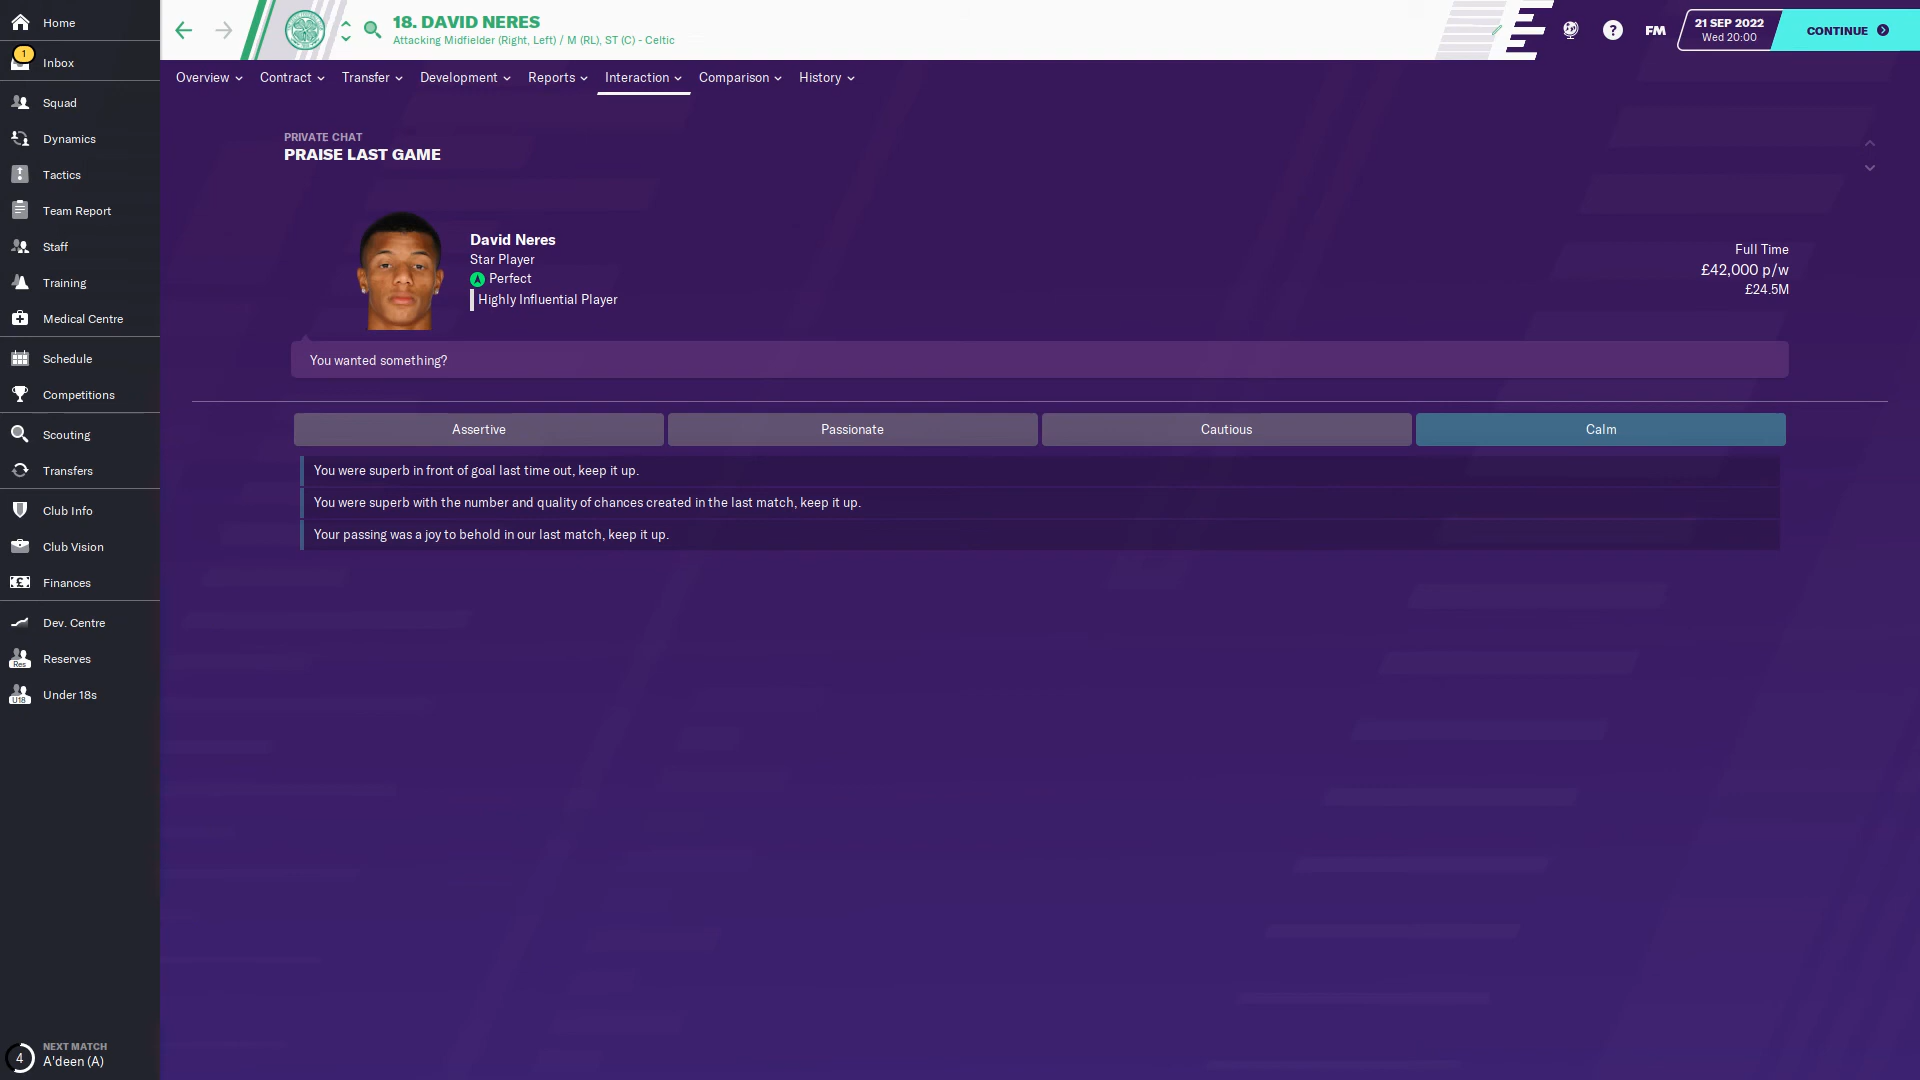 Home
1
Inbox
Squad
Dynamics
Tactics
Team Report
Staff
Training
Medical Centre
Schedule
Competitions
Scouting
Transfers
Club Info
Club Vision
Finances
Dev. Centre
Res
Reserves
U18
Under 18s
4
NEXT MATCH
A'deen (A)
18. DAVID NERES
Attacking Midfielder (Right, Left) / M (RL), ST (C) - Celtic
?
FM
21 SEP 2022
Wed 20:00
CONTINUE
Overview
Contract
Transfer
Development
Reports
Interaction
Comparison
History
PRIVATE CHAT
PRAISE LAST GAME
David Neres
Star Player
Perfect
Highly Influential Player
Full Time
£42,000 p/w
£24.5M
You wanted something?
Assertive
Passionate
Cautious
Calm
You were superb in front of goal last time out, keep it up.
You were superb with the number and quality of chances created in the last match, keep it up.
Your passing was a joy to behold in our last match, keep it up.